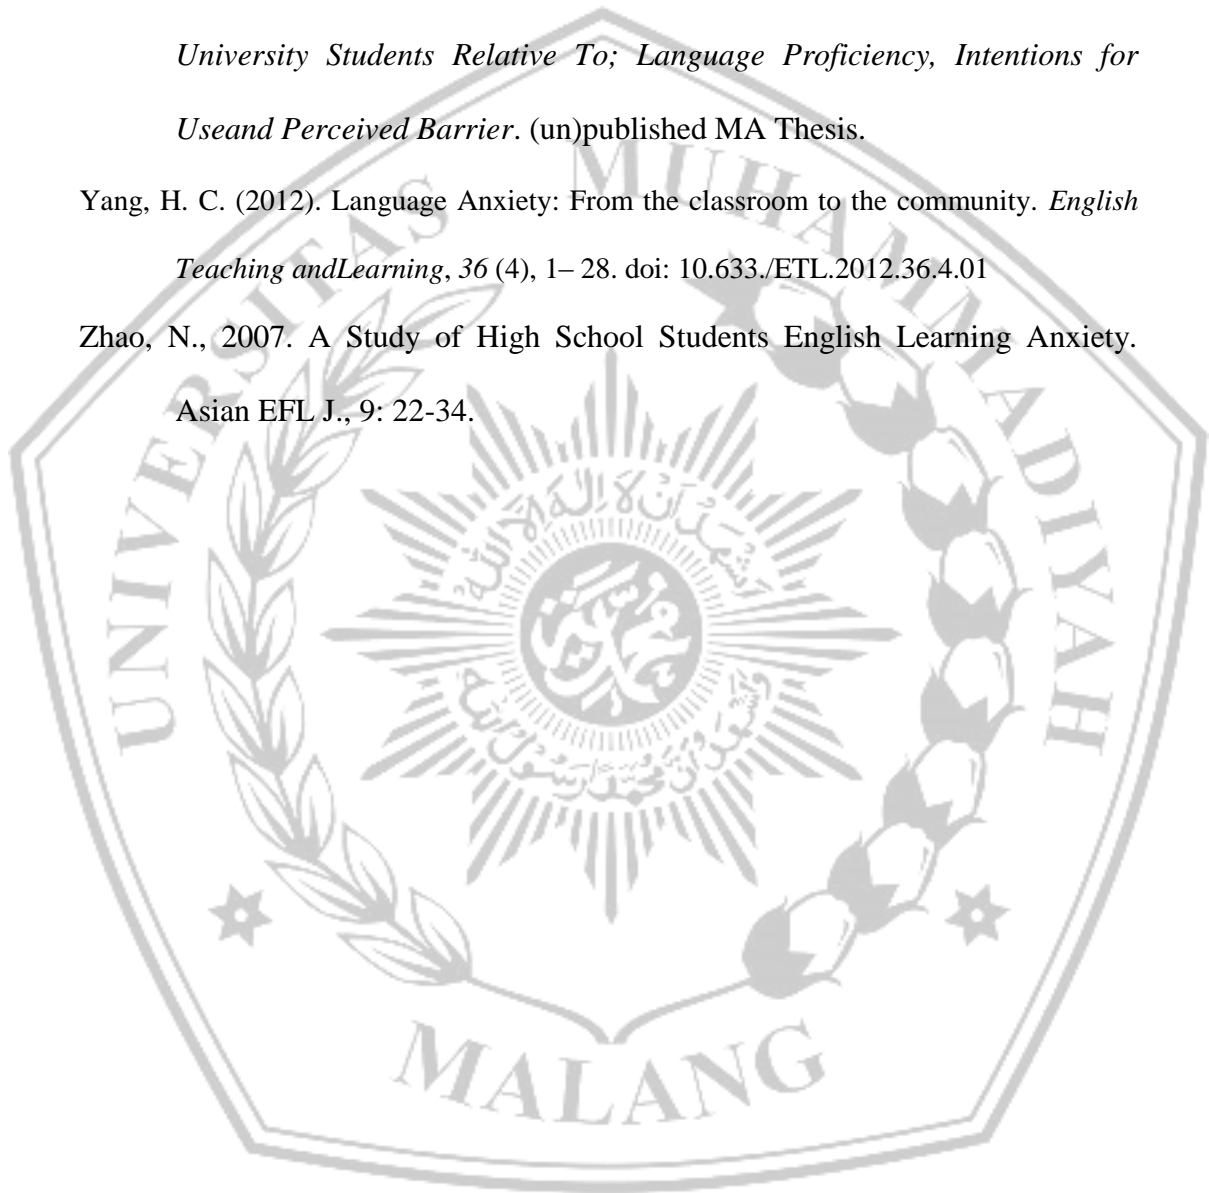 University Students Relative To; Language Proficiency, Intentions for
Useand Perceived Barrier. (un)published MA Thesis.
Yang, H. C. (2012). Language Anxiety: From the classroom to the community. English
Teaching andLearning, 36 (4), 1– 28. doi: 10.633./ETL.2012.36.4.01
Zhao, N., 2007. A Study of High School Students English Learning Anxiety.
Asian EFL J., 9: 22-34.
UNIVERSITAS MUHAMMADIYAH
MALANG